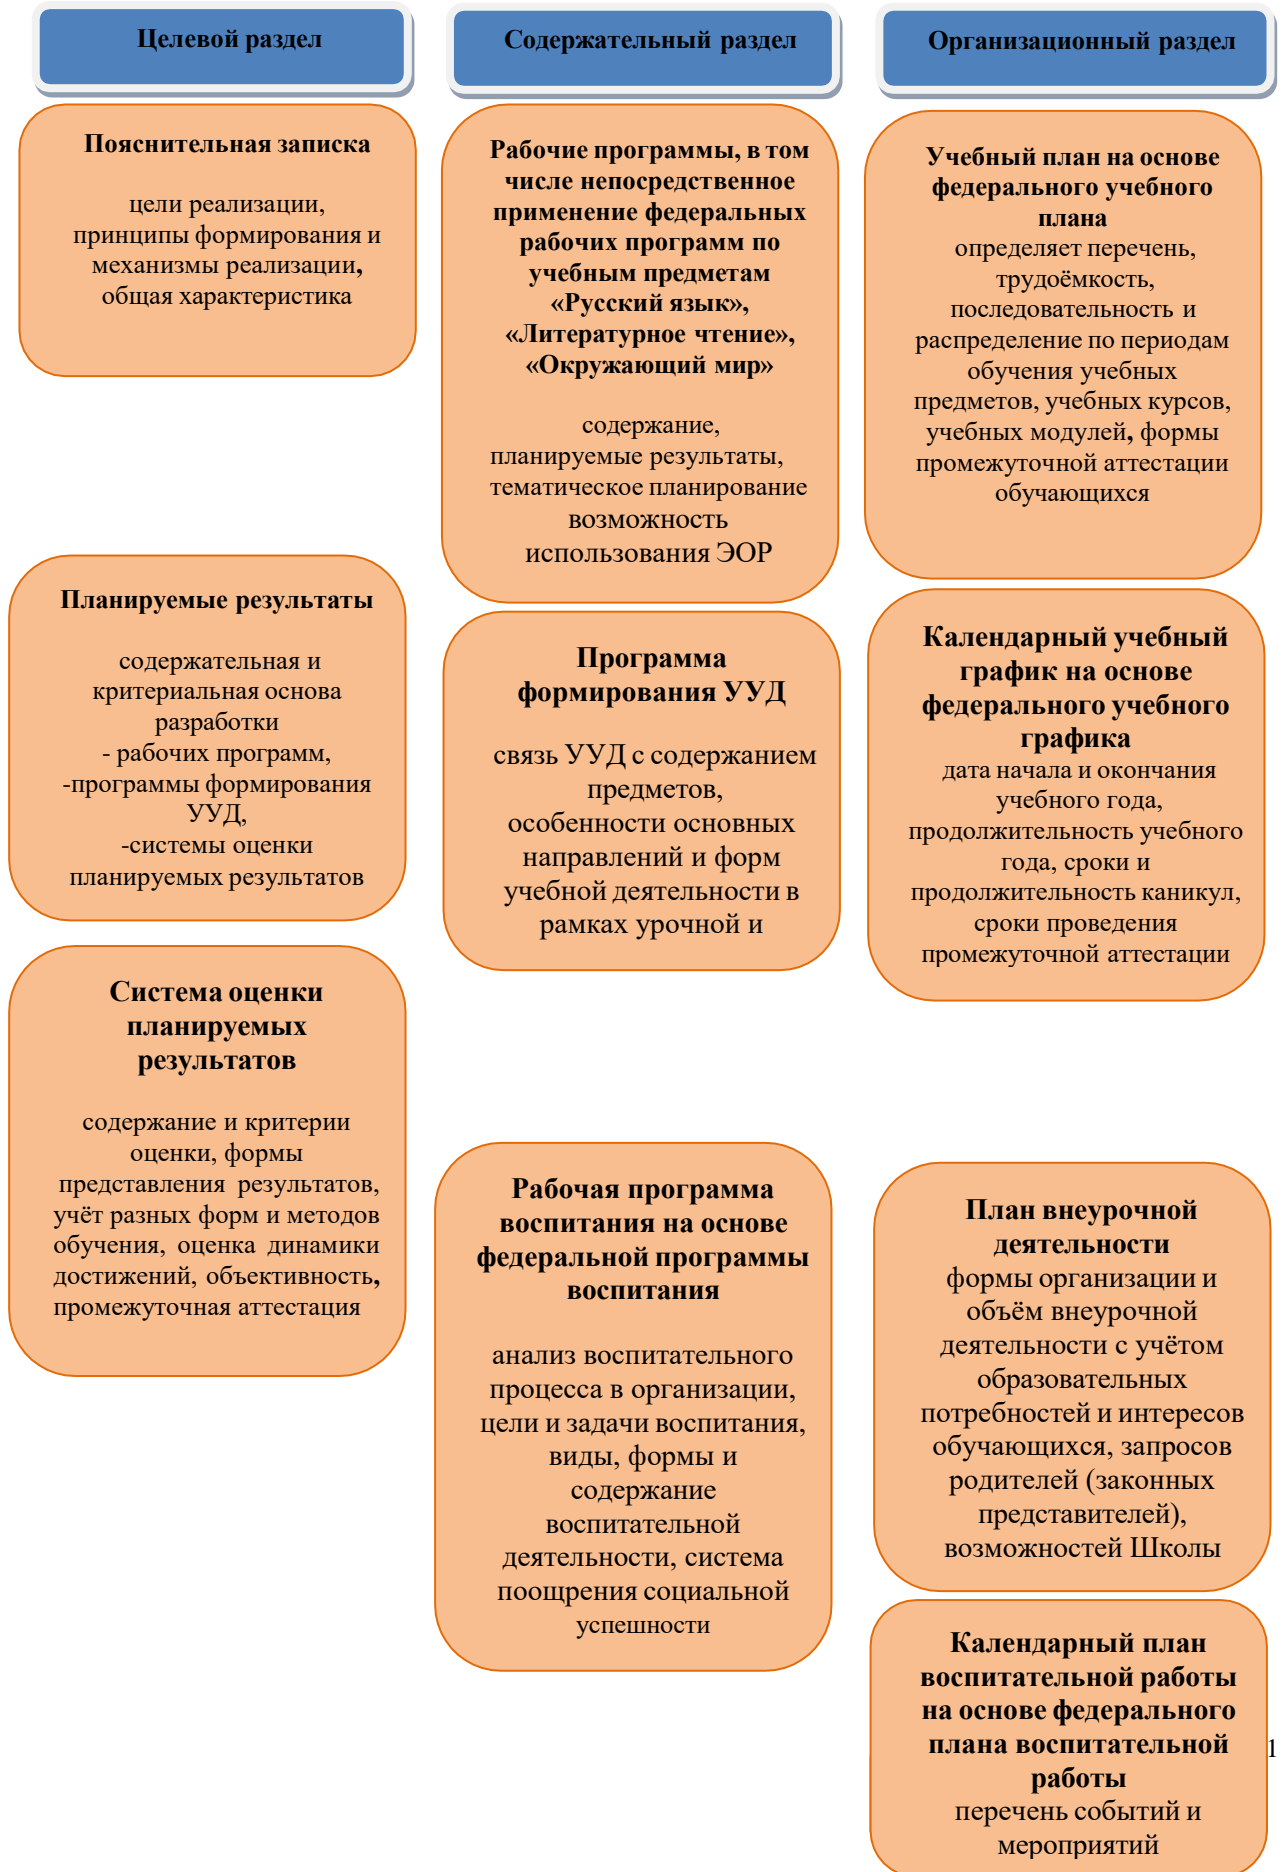 Целевой раздел
Пояснительная записка
цели реализации,
принципы формирования и
механизмы реализации,
общая характеристика
Планируемые результаты
содержательная и
критериальная основа
разработки
- рабочих программ,
-программы формирования
УУД,
-системы оценки
планируемых результатов
Система оценки
планируемых
результатов
содержание и критерии
оценки, формы
представления результатов,
учёт разных форм и методов
обучения, оценка динамики
достижений, объективность,
промежуточная аттестация
Содержательный раздел
Рабочие программы, в том
числе непосредственное
применение федеральных
рабочих программ по
учебным предметам
«Русский язык»,
«Литературное чтение»,
«Окружающий мир»
содержание,
планируемые результаты,
тематическое планирование
возможность
использования ЭОР
Программа
формирования УУД
связь УУД с содержанием
предметов,
особенности основных
направлений и форм
учебной деятельности в
рамках урочной и
Рабочая программа
воспитания на основе
федеральной программы
воспитания
анализ воспитательного
процесса в организации,
цели и задачи воспитания,
виды, формы и
содержание
воспитательной
деятельности, система
поощрения социальной
успешности
Организационный раздел
Учебный план на основе
федерального учебного
плана
определяет перечень,
трудоёмкость,
последовательность и
распределение по периодам
обучения учебных
предметов, учебных курсов,
учебных модулей, формы
промежуточной аттестации
обучающихся
Календарный учебный
график на основе
федерального учебного
графика
дата начала и окончания
учебного года,
продолжительность учебного
года, сроки и
продолжительность каникул,
сроки проведения
промежуточной аттестации
План внеурочной
деятельности
формы организации и
объём внеурочной
деятельности с учётом
образовательных
потребностей и интересов
обучающихся, запросов
родителей (законных
представителей),
возможностей Школы
Календарный план
воспитательной работы
на основе федерального
плана воспитательной
работы
перечень событий и
мероприятий
1